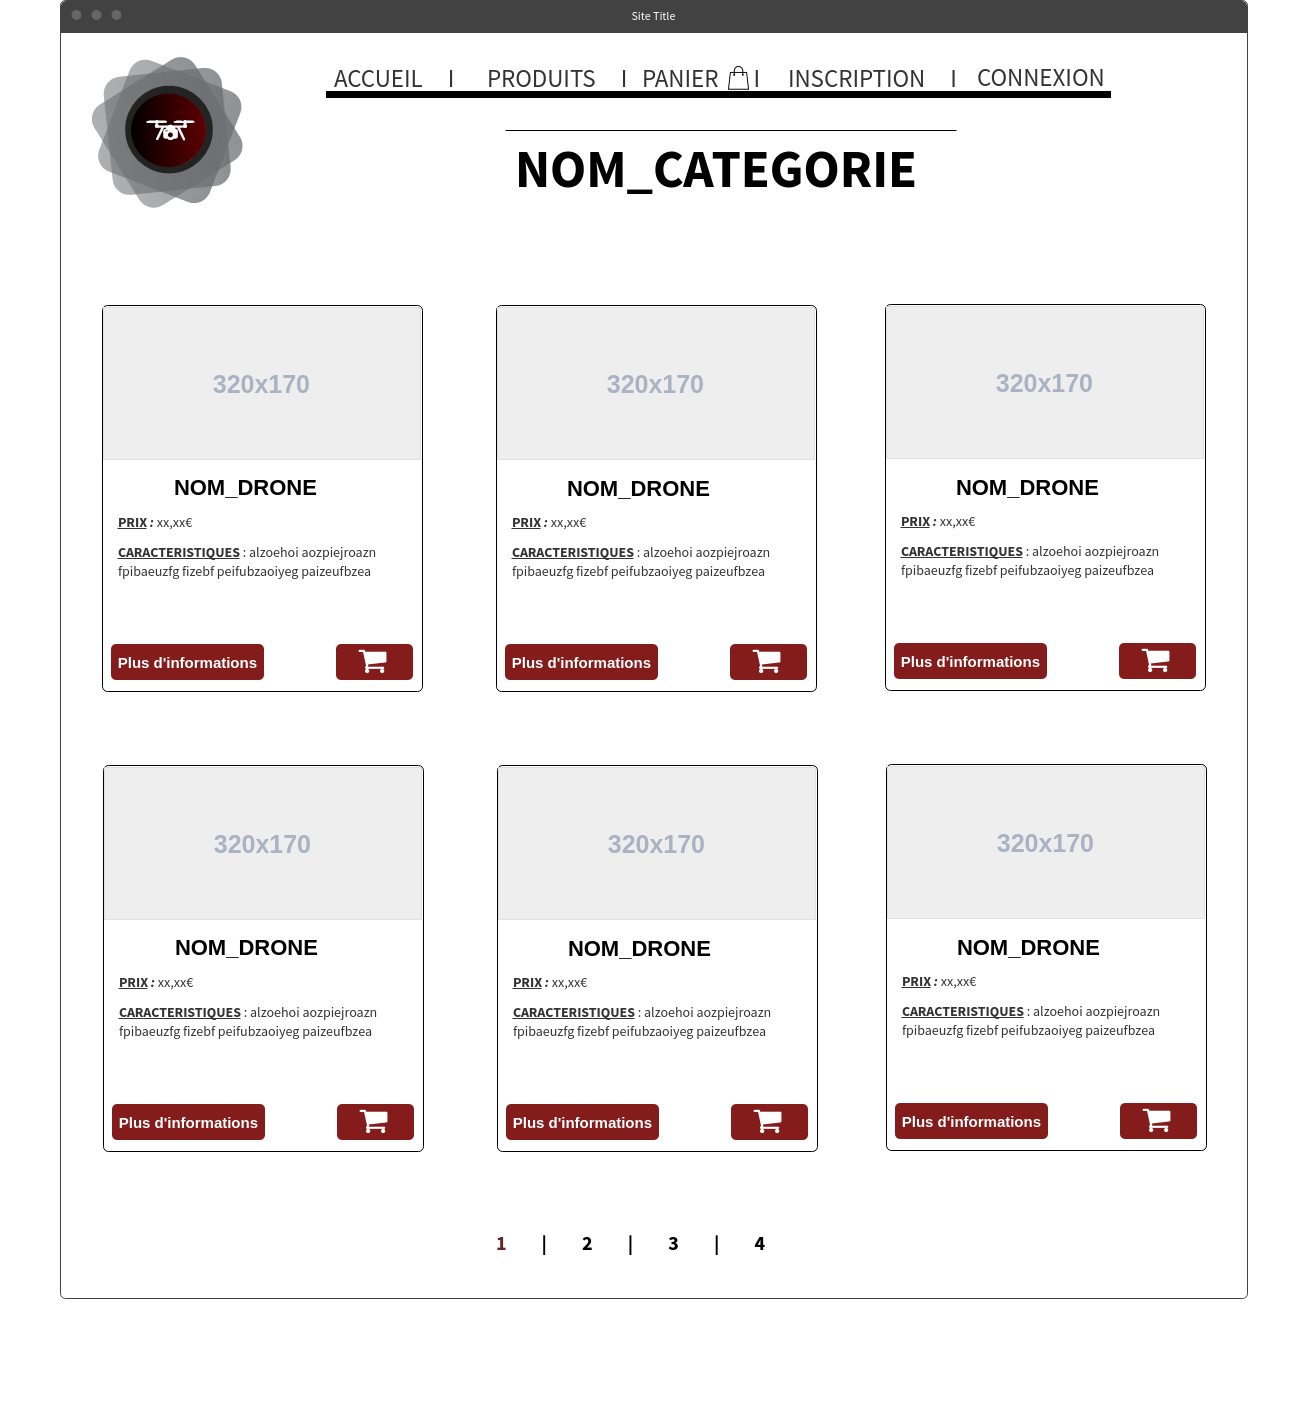 Site Title
ACCUEIL I PRODUITS I PANIER I INSCRIPTION I CONNEXION
NOM_CATEGORIE
320x170 320x170 320x170
NOM_DRONE NOM_DRONE NOM_DRONE
PRIX : xx,xx€ PRIX : xx,xx€ PRIX : xx,xx€
CARACTERISTIQUES : alzoehoi aozpiejroazn CARACTERISTIQUES : alzoehoi aozpiejroazn CARACTERISTIQUES : alzoehoi aozpiejroazn
fpibaeuzfg fizebf peifubzaoiyeg paizeufbzea fpibaeuzfg fizebf peifubzaoiyeg paizeufbzea fpibaeuzfg fizebf peifubzaoiyeg paizeufbzea
Plus d'informations Plus d'informations Plus d'informations
320x170 320x170 320x170
NOM_DRONE NOM_DRONE NOM_DRONE
PRIX : xx,xx€ PRIX : xx,xx€ PRIX : xx,xx€
CARACTERISTIQUES : alzoehoi aozpiejroazn CARACTERISTIQUES : alzoehoi aozpiejroazn CARACTERISTIQUES : alzoehoi aozpiejroazn
fpibaeuzfg fizebf peifubzaoiyeg paizeufbzea fpibaeuzfg fizebf peifubzaoiyeg paizeufbzea fpibaeuzfg fizebf peifubzaoiyeg paizeufbzea
Plus d'informations Plus d'informations Plus d'informations
1 | 2 | 3 | 4